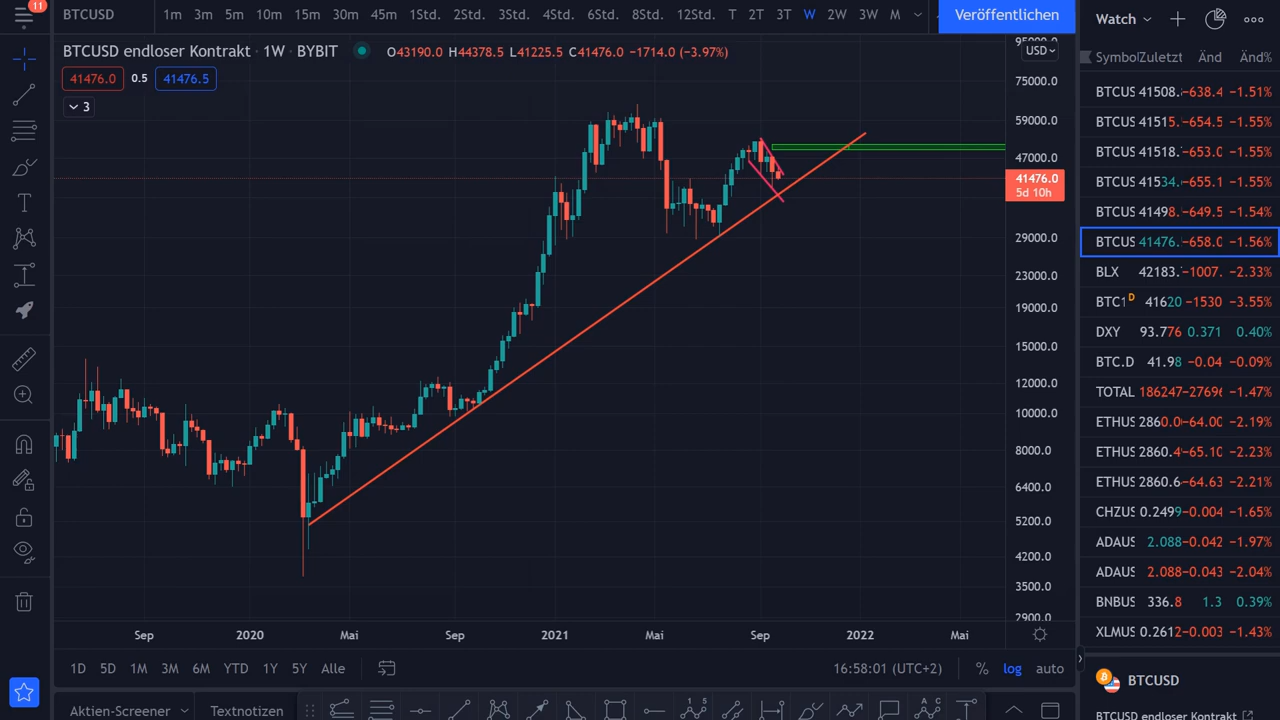 11
BTCUSD 1m 3m 5m 10m 15m 30m 45m 1Std. 2Std. 3Std. 4Std. 6Std. 8Std. 12Std. T 2T 3T W 2W 3W M Veröffentlichen
BTCUSD endloser Kontrakt · 1W · BYBIT O43190.0 H44378.5 L41225.5 C41476.0 −1714.0 (−3.97%)
41476.0 0.5 41476.5
3
USD
95000.0
75000.0
59000.0
47000.0
41476.0
5d 10h
29000.0
23000.0
19000.0
15000.0
12000.0
10000.0
8000.0
6400.0
5200.0
4200.0
3500.0
2900.0
Sep 2020 Mai Sep 2021 Mai Sep 2022 Mai
1D 5D 1M 3M 6M YTD 1Y 5Y Alle 16:58:01 (UTC+2) % log auto
Aktien-Screener Textnotizen
Watch
Symbol Zuletzt Änd Änd%
BTCUS 41508. −638.4 −1.51%
BTCUS 41515. −654.5 −1.55%
BTCUS 41518. −653.0 −1.55%
BTCUS 41534. −655.1 −1.55%
BTCUS 41498. −649.5 −1.54%
BTCUS 41476. −658.0 −1.56%
BLX 42183. −1007. −2.33%
BTC1 D 41620 −1530 −3.55%
DXY 93.776 0.371 0.40%
BTC.D 41.98 −0.04 −0.09%
TOTAL 186247 −27696 −1.47%
ETHUS 2860.0 −64.00 −2.19%
ETHUS 2860.4 −65.10 −2.23%
ETHUS 2860.6 −64.63 −2.21%
CHZUS 0.2499 −0.004 −1.65%
ADAUS 2.088 −0.042 −1.97%
ADAUS 2.088 −0.043 −2.04%
BNBUS 336.8 1.3 0.39%
XLMUS 0.2612 −0.003 −1.43%
BTCUSD
BTCUSD endloser Kontrakt